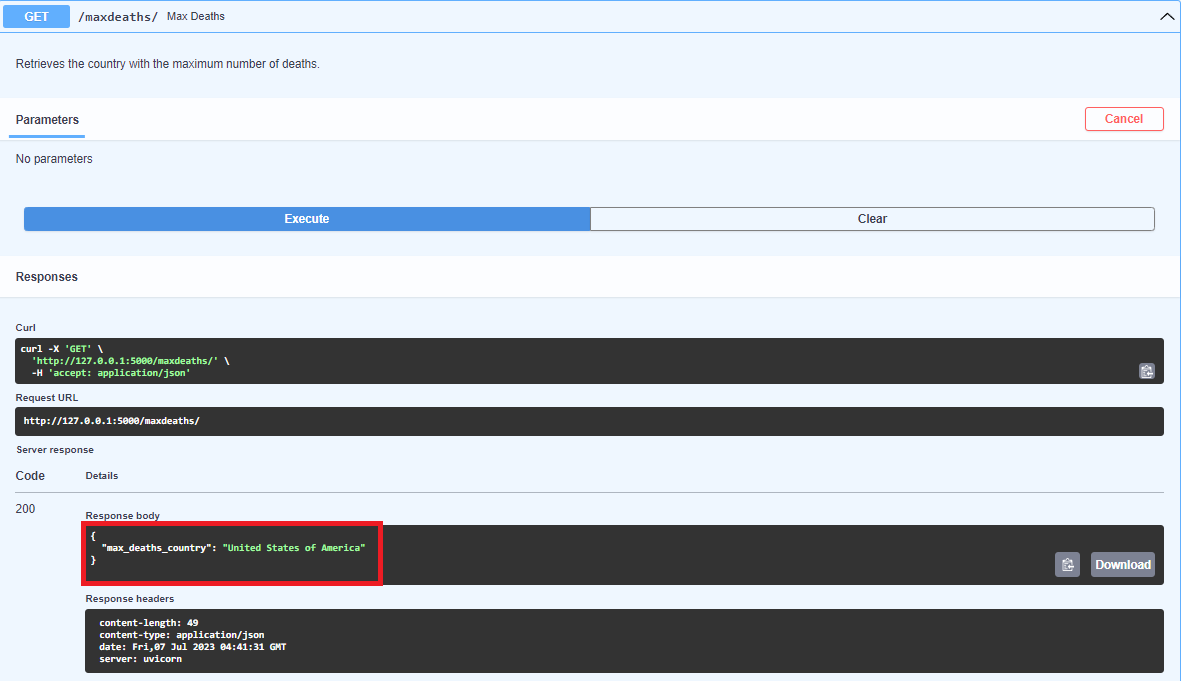 GET /maxdeaths/ Max Deaths
Retrieves the country with the maximum number of deaths.
Parameters
Cancel
No parameters
Execute
Clear
Responses
Curl
curl -X 'GET' \
'http://127.0.0.1:5000/maxdeaths/' \
-H 'accept: application/json'
Request URL
http://127.0.0.1:5000/maxdeaths/
Server response
Code Details
200
Response body
{
"max_deaths_country": "United States of America"
}
Download
Response headers
content-length: 49
content-type: application/json
date: Fri,07 Jul 2023 04:41:31 GMT
server: uvicorn